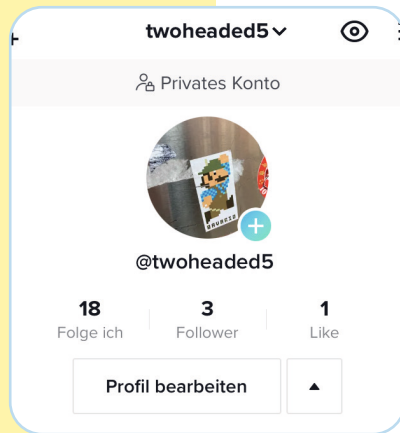 twoheaded5
Privates Konto
@twoheaded5
18 3 1
Folge ich Follower Like
Profil bearbeiten